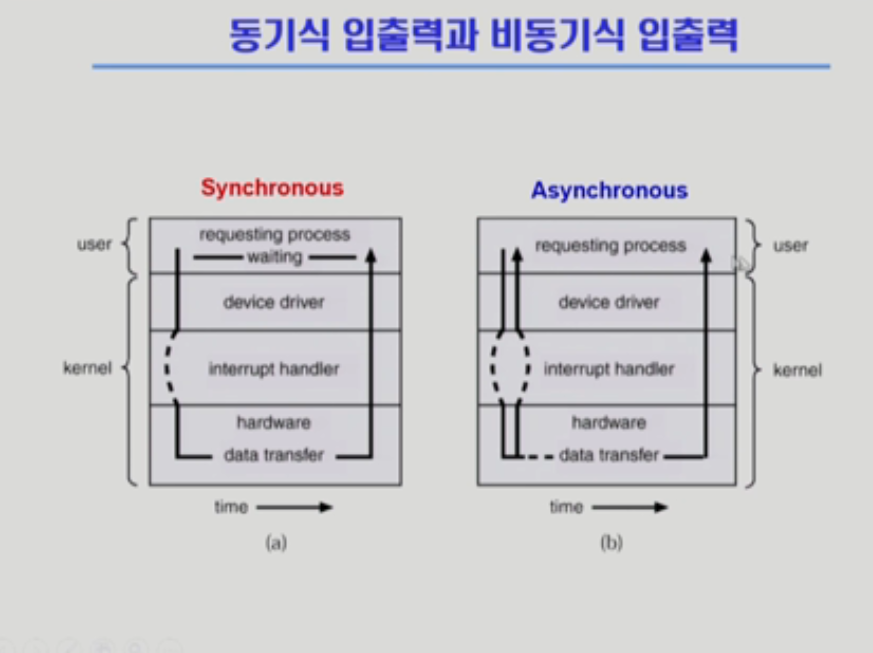 동기식 입출력과 비동기식 입출력
Synchronous
user
requesting process
waiting
device driver
kernel
interrupt handler
hardware
data transfer
time
(a)
Asynchronous
requesting process
user
device driver
interrupt handler
kernel
hardware
data transfer
time
(b)